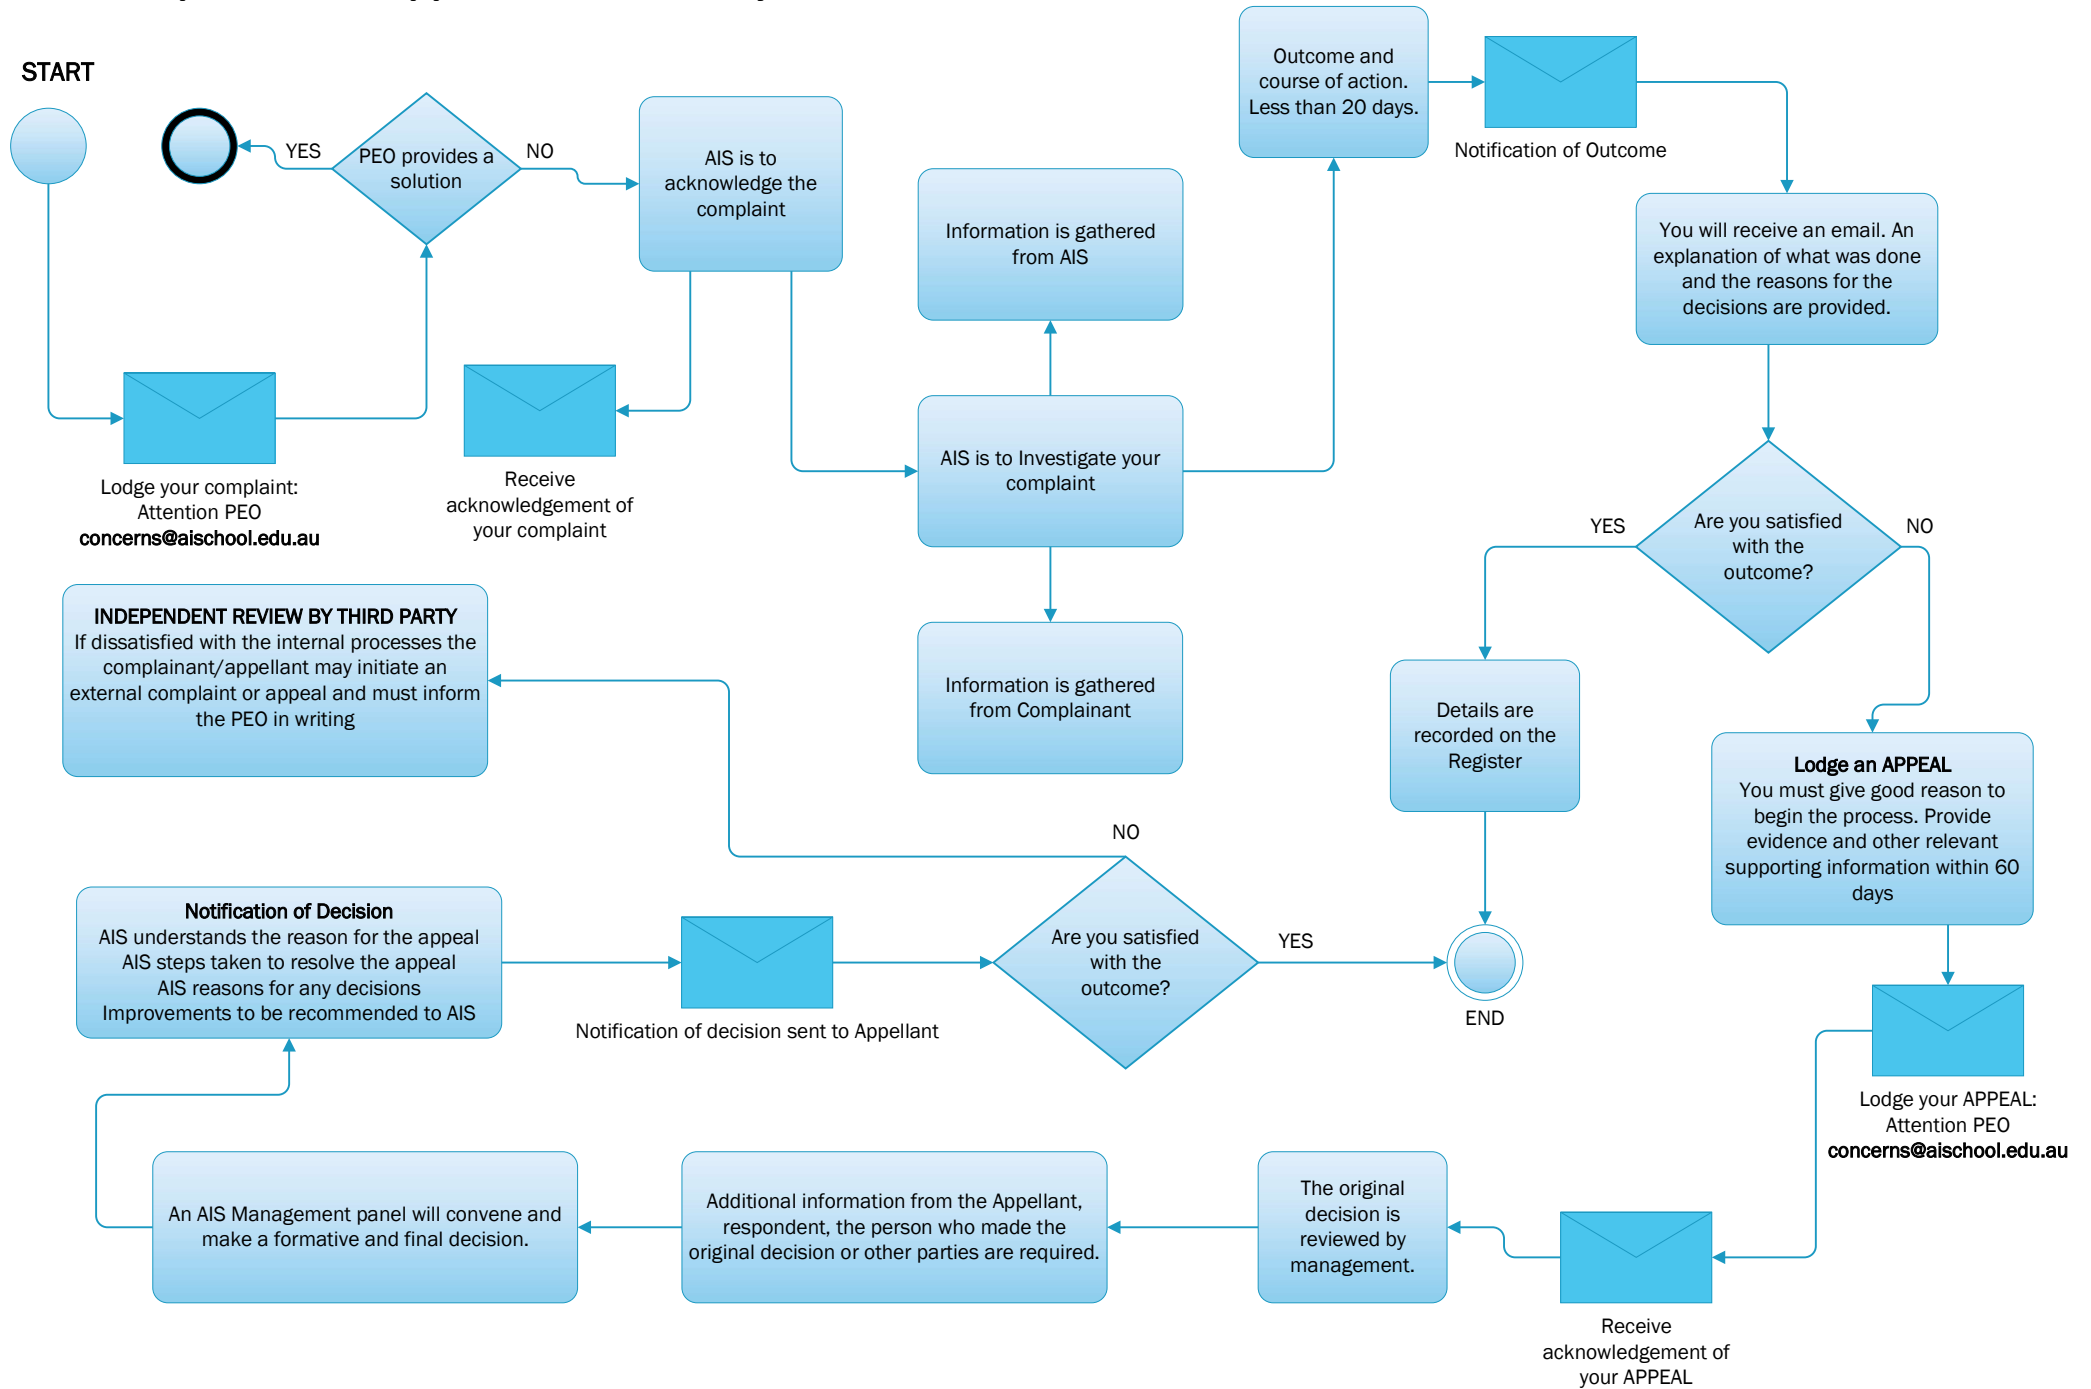 START
YES
PEO provides a
solution
NO
AIS is to
acknowledge the
complaint
Outcome and
course of action.
Less than 20 days.
Notification of Outcome
Information is gathered
from AIS
You will receive an email. An
explanation of what was done
and the reasons for the
decisions are provided.
Lodge your complaint:
Attention PEO
concerns@aischool.edu.au
Receive
acknowledgement of
your complaint
AIS is to Investigate your
complaint
YES
Are you satisfied
with the
outcome?
NO
INDEPENDENT REVIEW BY THIRD PARTY
If dissatisfied with the internal processes the
complainant/appellant may initiate an
external complaint or appeal and must inform
the PEO in writing
Information is gathered
from Complainant
Details are
recorded on the
Register
Lodge an APPEAL
You must give good reason to
begin the process. Provide
evidence and other relevant
supporting information within 60
days
NO
Notification of Decision
AIS understands the reason for the appeal
AIS steps taken to resolve the appeal
AIS reasons for any decisions
Improvements to be recommended to AIS
Notification of decision sent to Appellant
Are you satisfied
with the
outcome?
YES
END
Lodge your APPEAL:
Attention PEO
concerns@aischool.edu.au
An AIS Management panel will convene and
make a formative and final decision.
Additional information from the Appellant,
respondent, the person who made the
original decision or other parties are required.
The original
decision is
reviewed by
management.
Receive
acknowledgement of
your APPEAL